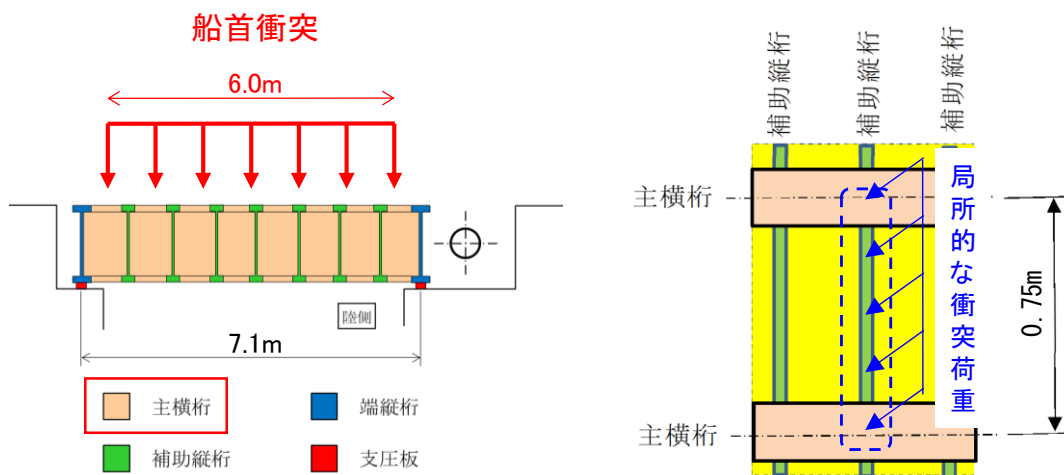 船首衝突
6.0m
陸側
7.1m
主横桁
端縦桁
補助縦桁
支圧板
補助縦桁
補助縦桁
補助縦桁
主横桁
局所的な衝突荷重
0.75m
主横桁